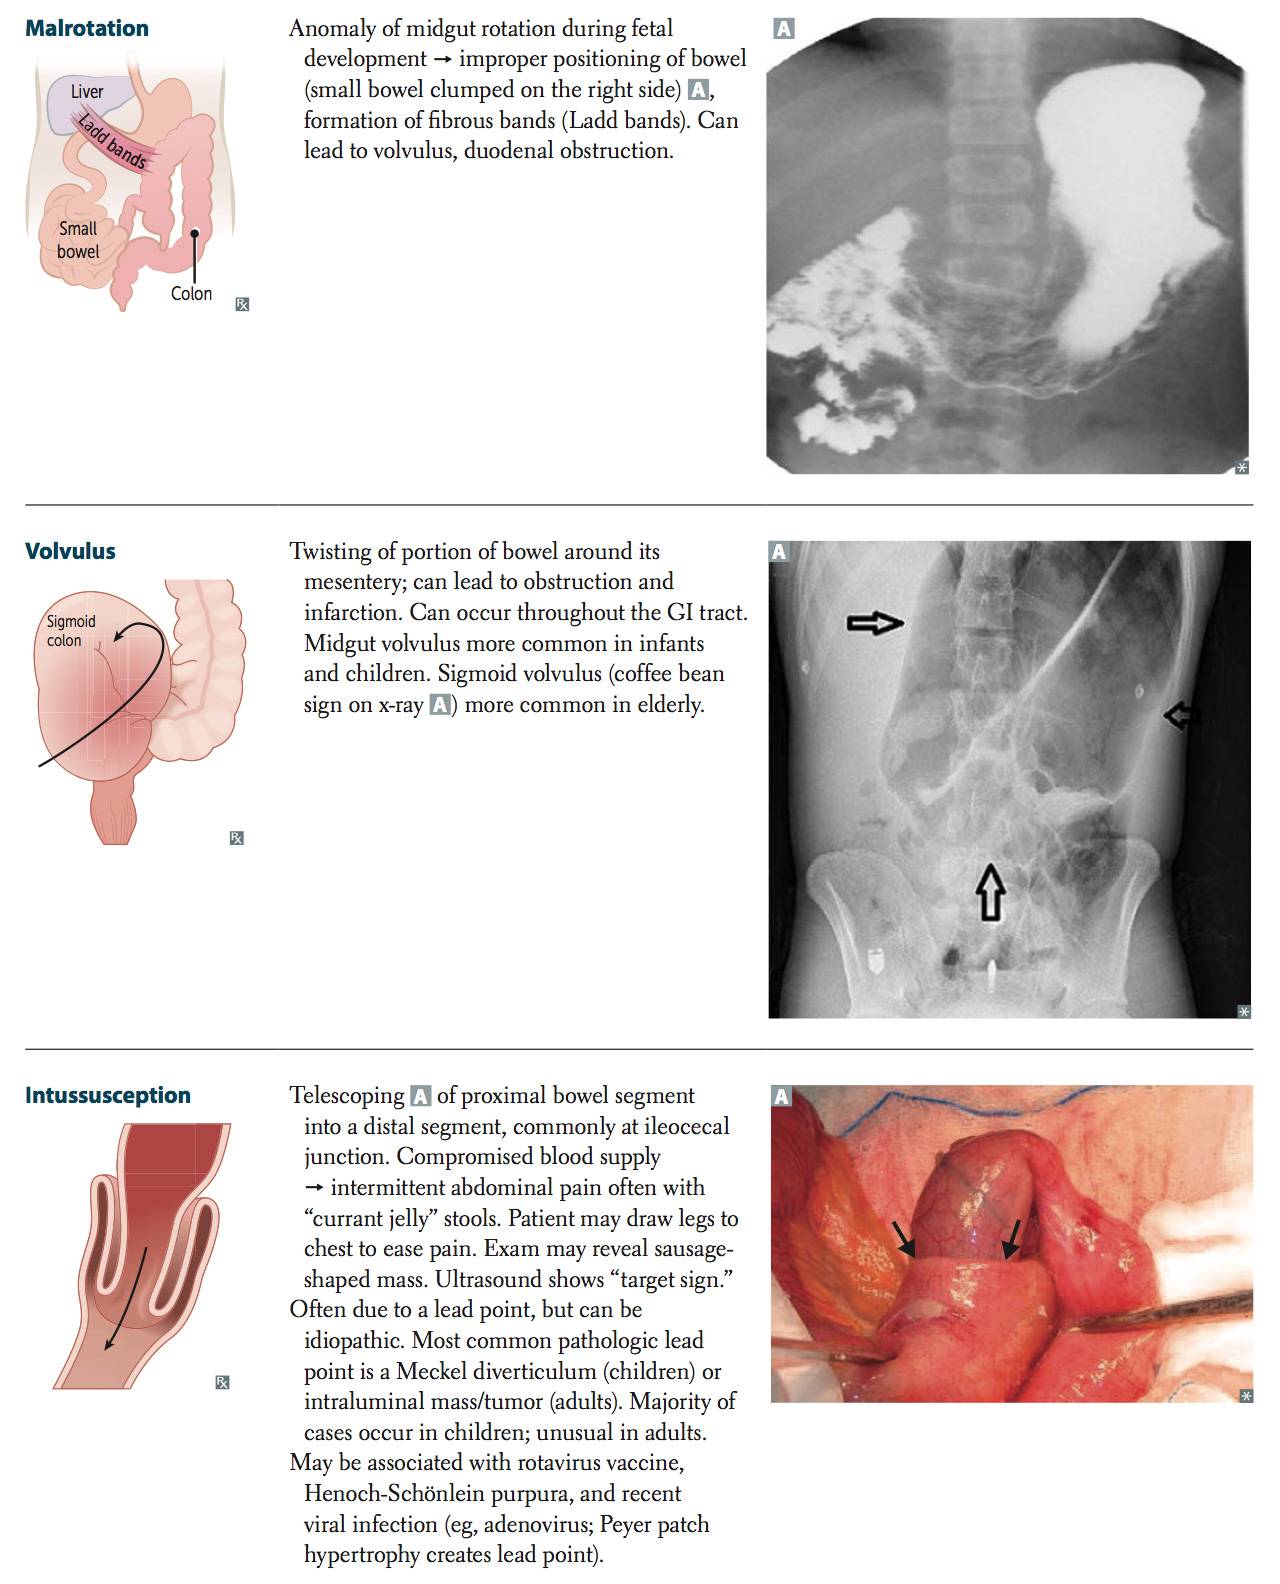 Malrotation
Liver
Ladd bands
Small
bowel
Colon
Rx
Anomaly of midgut rotation during fetal
development → improper positioning of bowel
(small bowel clumped on the right side) A,
formation of fibrous bands (Ladd bands). Can
lead to volvulus, duodenal obstruction.
A
*
Volvulus
Sigmoid
colon
Rx
Twisting of portion of bowel around its
mesentery; can lead to obstruction and
infarction. Can occur throughout the GI tract.
Midgut volvulus more common in infants
and children. Sigmoid volvulus (coffee bean
sign on x-ray A) more common in elderly.
A
*
Intussusception
Rx
Telescoping A of proximal bowel segment
into a distal segment, commonly at ileocecal
junction. Compromised blood supply
→ intermittent abdominal pain often with
“currant jelly” stools. Patient may draw legs to
chest to ease pain. Exam may reveal sausage-
shaped mass. Ultrasound shows “target sign.”
Often due to a lead point, but can be
idiopathic. Most common pathologic lead
point is a Meckel diverticulum (children) or
intraluminal mass/tumor (adults). Majority of
cases occur in children; unusual in adults.
May be associated with rotavirus vaccine,
Henoch-Schönlein purpura, and recent
viral infection (eg, adenovirus; Peyer patch
hypertrophy creates lead point).
A
*